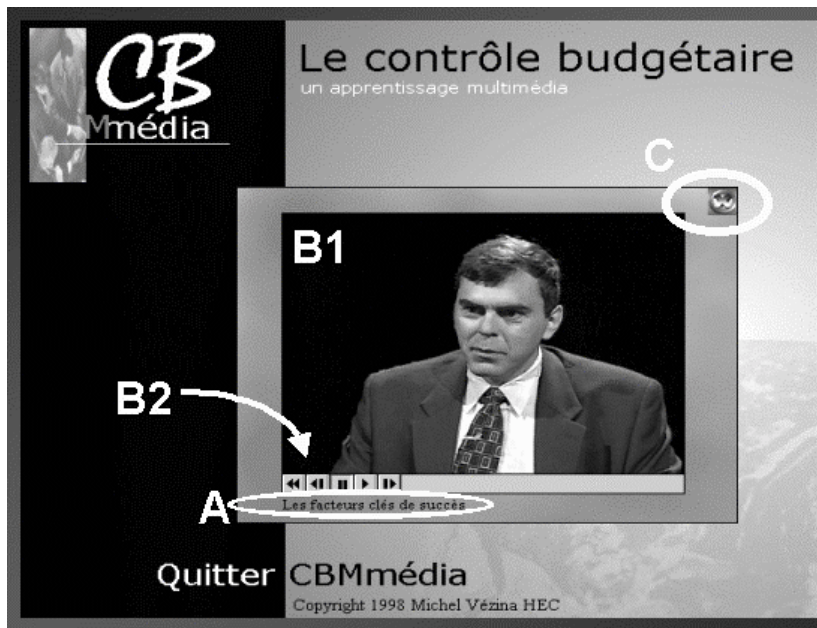 CB
Mmédia
Le contrôle budgétaire
un apprentissage multimédia
C
B1
B2
A
Les facteurs clés de succès
Quitter CBMmédia
Copyright 1998 Michel Vézina HEC